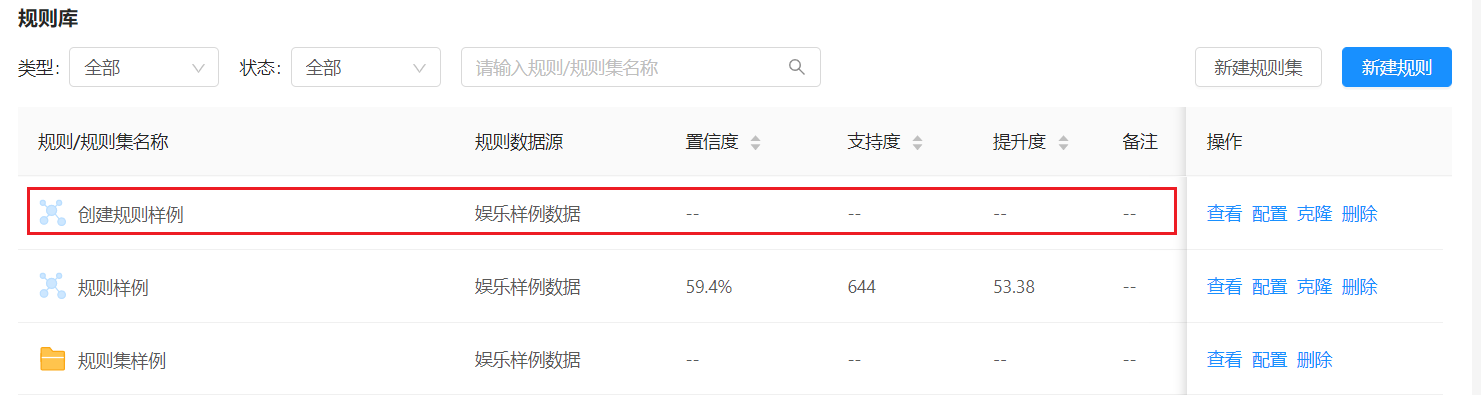 规则库
类型: 全部 状态: 全部 请输入规则/规则集名称 新建规则集 新建规则
规则/规则集名称 规则数据源 置信度 支持度 提升度 备注 操作
创建规则样例 娱乐样例数据 -- -- -- -- 查看 配置 克隆 删除
规则样例 娱乐样例数据 59.4% 644 53.38 -- 查看 配置 克隆 删除
规则集样例 娱乐样例数据 -- -- -- -- 查看 配置 删除